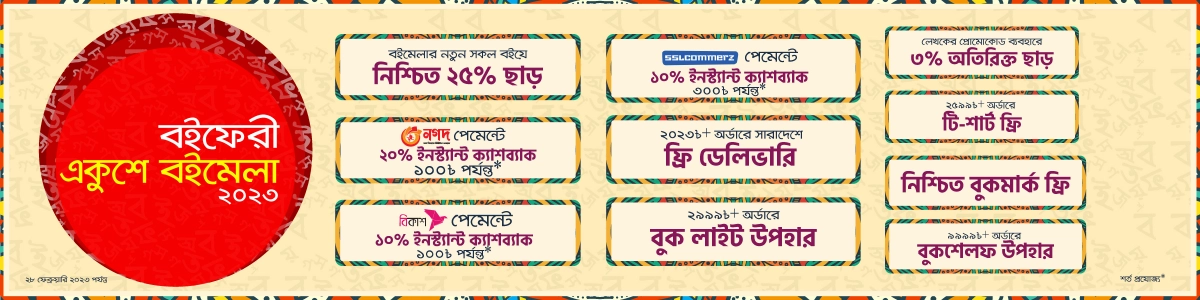 বইফেরী
একুশে বইমেলা
২০২৩
২৮ ফেব্রুয়ারি ২০২৩ পর্যন্ত
বইমেলার নতুন সকল বইয়ে
নিশ্চিত ২৫% ছাড়
নগদ পেমেন্টে
২০% ইনস্ট্যান্ট ক্যাশব্যাক
১০০৳ পর্যন্ত*
বিকাশ পেমেন্টে
১০% ইনস্ট্যান্ট ক্যাশব্যাক
১০০৳ পর্যন্ত*
SSLCOMMERZ পেমেন্টে
১০% ইনস্ট্যান্ট ক্যাশব্যাক
৩০০৳ পর্যন্ত*
২০২৩৳+ অর্ডারে সারাদেশে
ফ্রি ডেলিভারি
২৯৯৯৳+ অর্ডারে
বুক লাইট উপহার
লেখকের প্রোমোকোড ব্যবহারে
৩% অতিরিক্ত ছাড়
২৫৯৯৳+ অর্ডারে
টি-শার্ট ফ্রি
নিশ্চিত বুকমার্ক ফ্রি
৯৯৯৯৳+ অর্ডারে
বুকশেলফ উপহার
শর্ত প্রযোজ্য*